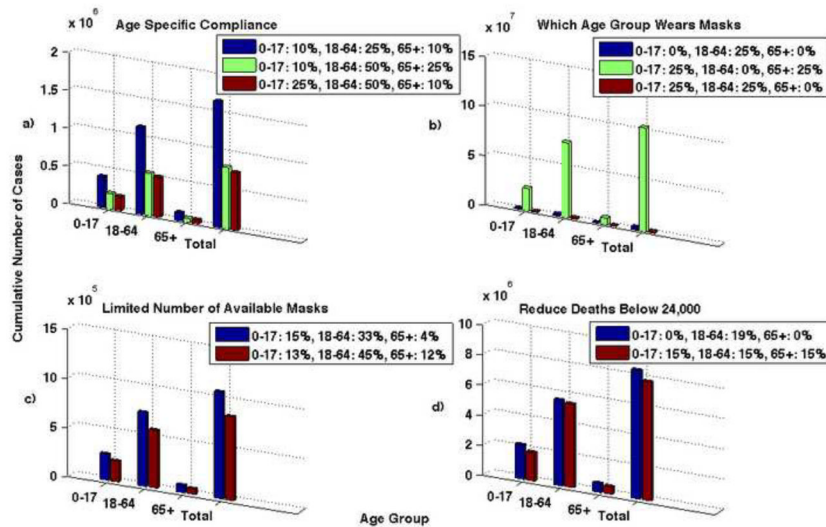 Age Specific Compliance
x 10^6
0-17: 10%, 18-64: 25%, 65+: 10%
0-17: 10%, 18-64: 50%, 65+: 25%
0-17: 25%, 18-64: 50%, 65+: 10%
2
1.5
1
0.5
0
a)
0-17
18-64
65+
Total
Which Age Group Wears Masks
x 10^7
0-17: 0%, 18-64: 25%, 65+: 0%
0-17: 25%, 18-64: 0%, 65+: 25%
0-17: 25%, 18-64: 25%, 65+: 0%
15
10
5
0
b)
0-17
18-64
65+
Total
Cumulative Number of Cases
Limited Number of Available Masks
x 10^5
0-17: 15%, 18-64: 33%, 65+: 4%
0-17: 13%, 18-64: 45%, 65+: 12%
15
10
5
0
c)
0-17
18-64
65+
Total
Reduce Deaths Below 24,000
x 10^6
0-17: 0%, 18-64: 19%, 65+: 0%
0-17: 15%, 18-64: 15%, 65+: 15%
10
8
6
4
2
0
d)
0-17
18-64
65+
Total
Age Group